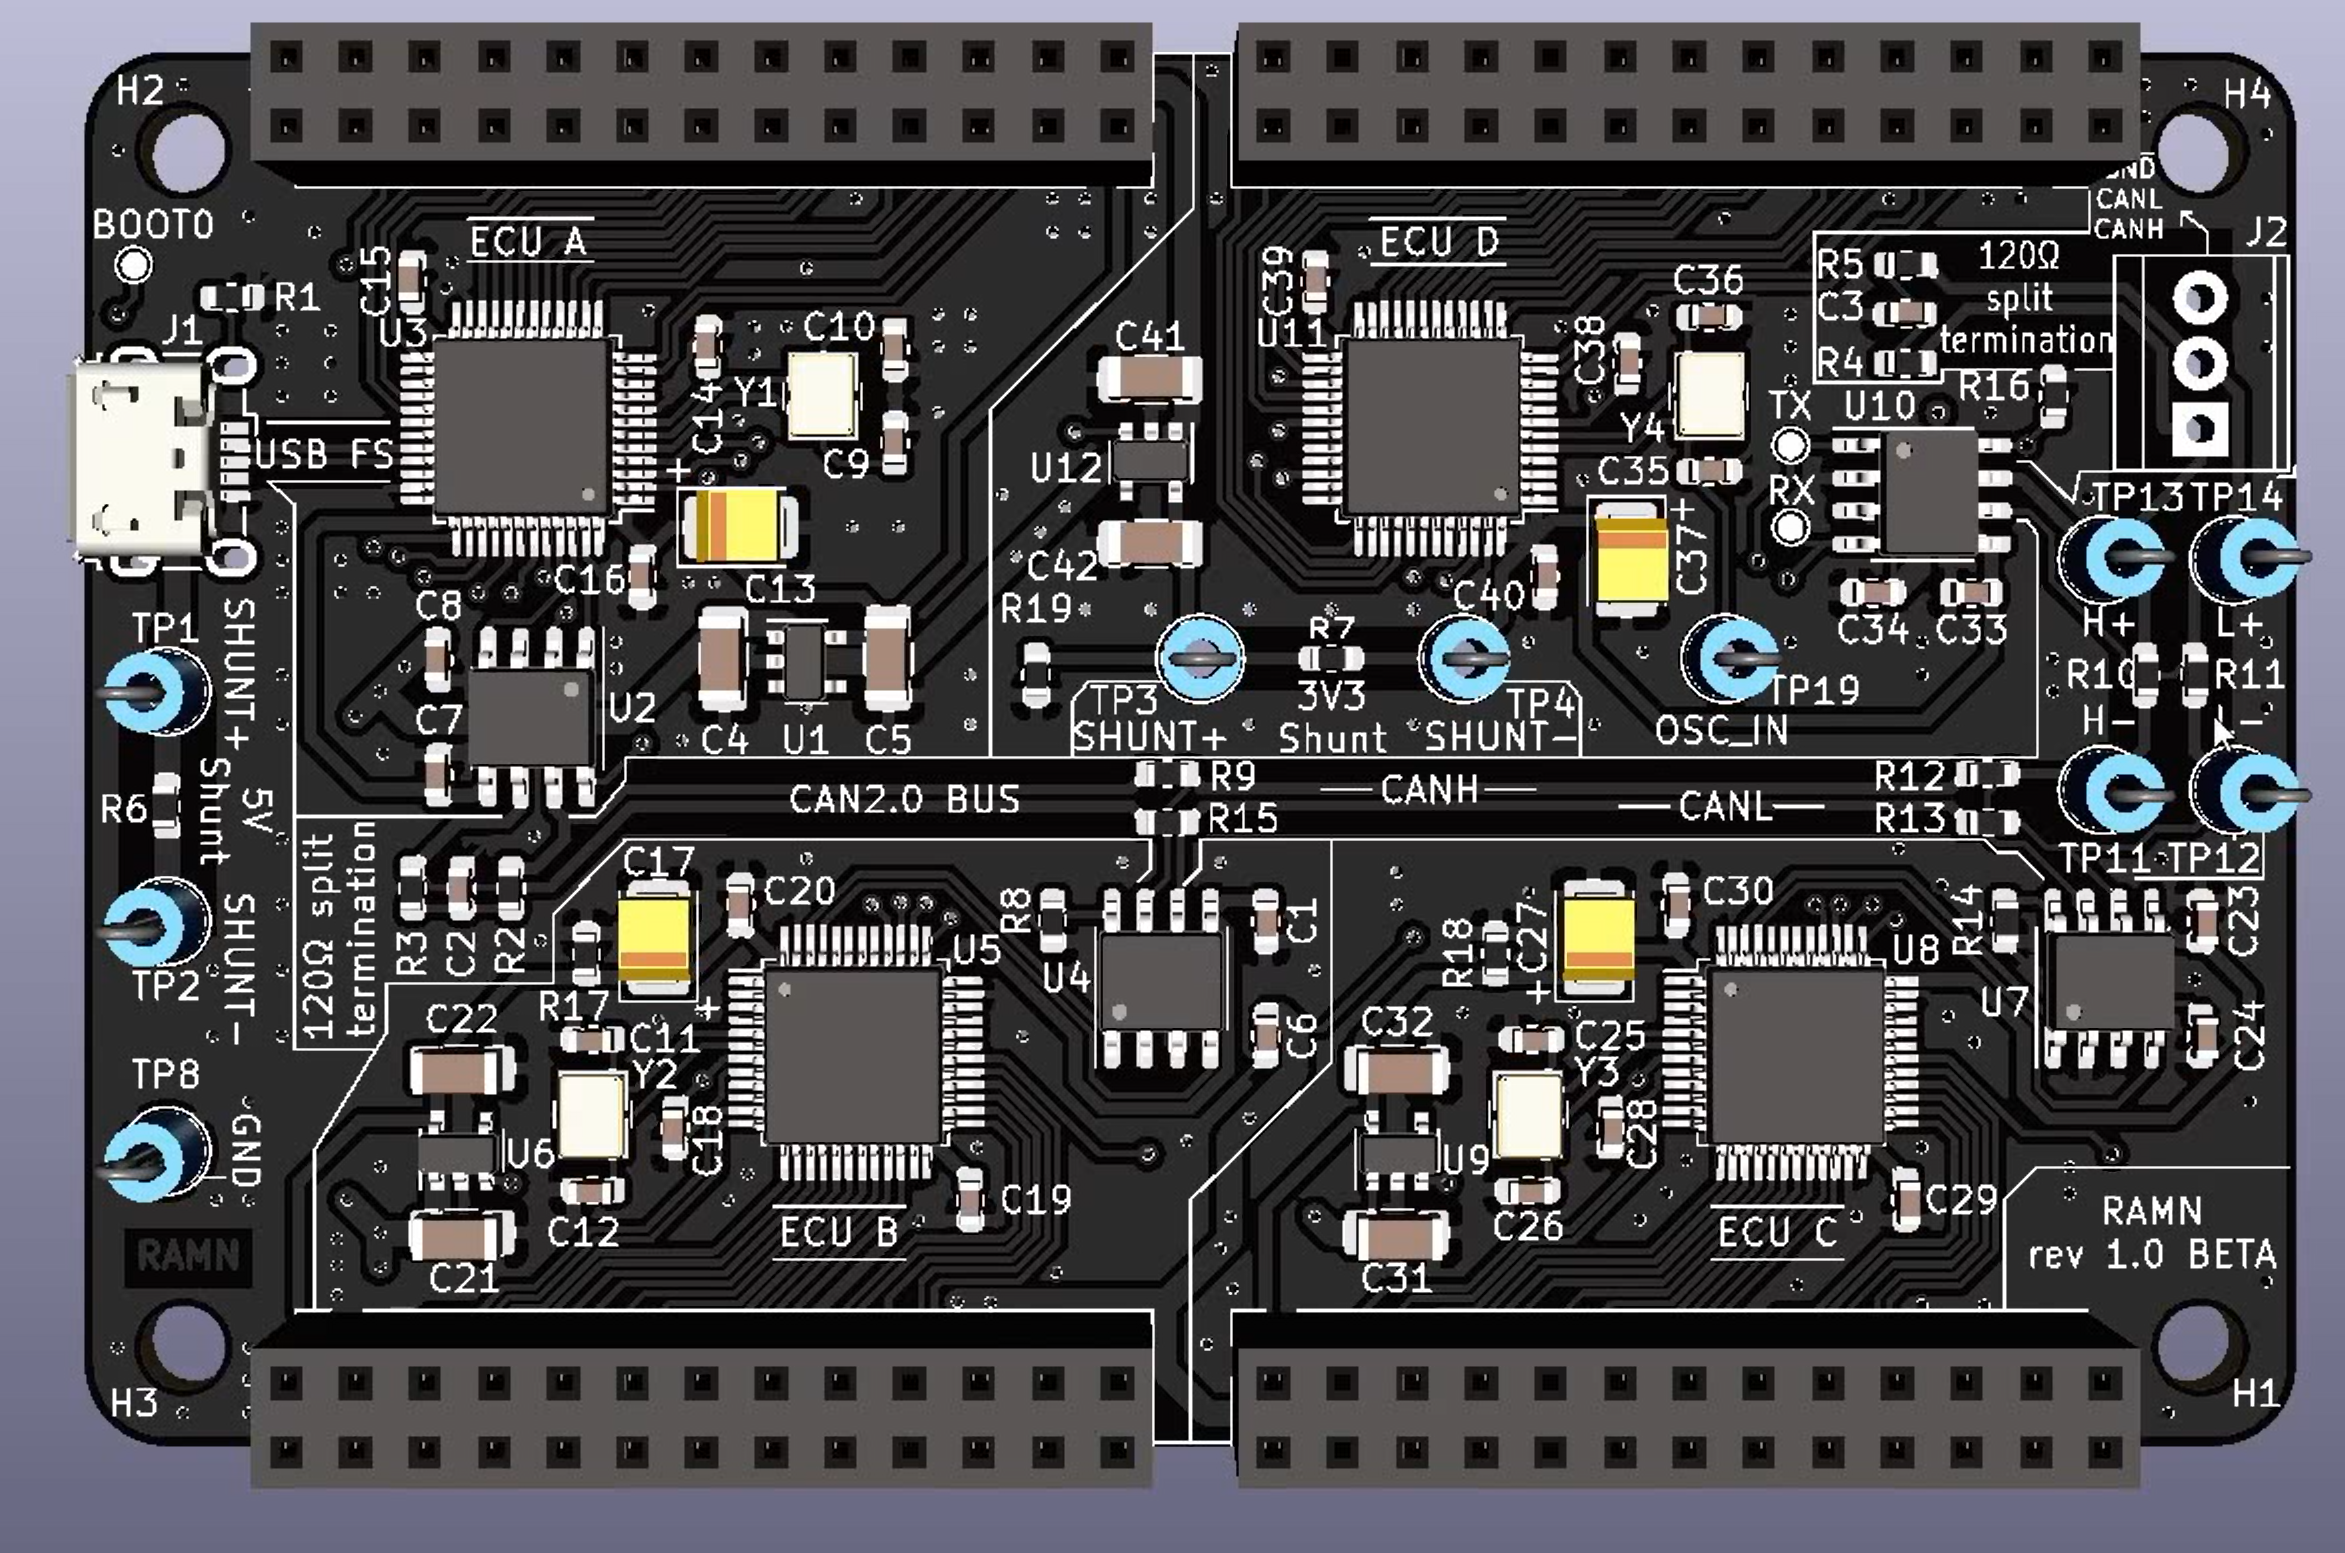 H2
H4
GND
CANL
CANH
J2
BOOT0
R1
J1
C15
ECU A
U3
C10
C14
Y1
C9
USB FS
+
C16
C13
C41
U12
C42
R19
C39
ECU D
U11
C36
C38
Y4
C35
C37
+
C40
R5
C3
R4
120Ω
split
termination
R16
U10
TX
RX
TP13
TP14
C34
C33
H+
L+
TP1
SHUNT+
C8
C7
U2
C4
U1
C5
R7
3V3
Shunt
TP3
SHUNT+
TP4
SHUNT-
TP19
OSC_IN
R10
R11
H-
L-
R6
5V
Shunt
CAN2.0 BUS
R9
R15
CANH
CANL
R12
R13
TP11
TP12
TP2
SHUNT-
120Ω split
termination
R3
C2
R2
C17
+
C20
R17
U5
R8
U4
C1
C6
C22
C11
Y2
C18
U6
C12
C21
C19
ECU B
TP8
GND
RAMN
R18
C27
+
C30
U8
R14
C23
U7
C24
C32
C25
Y3
C28
U9
C26
C31
C29
ECU C
RAMN
rev 1.0 BETA
H3
H1